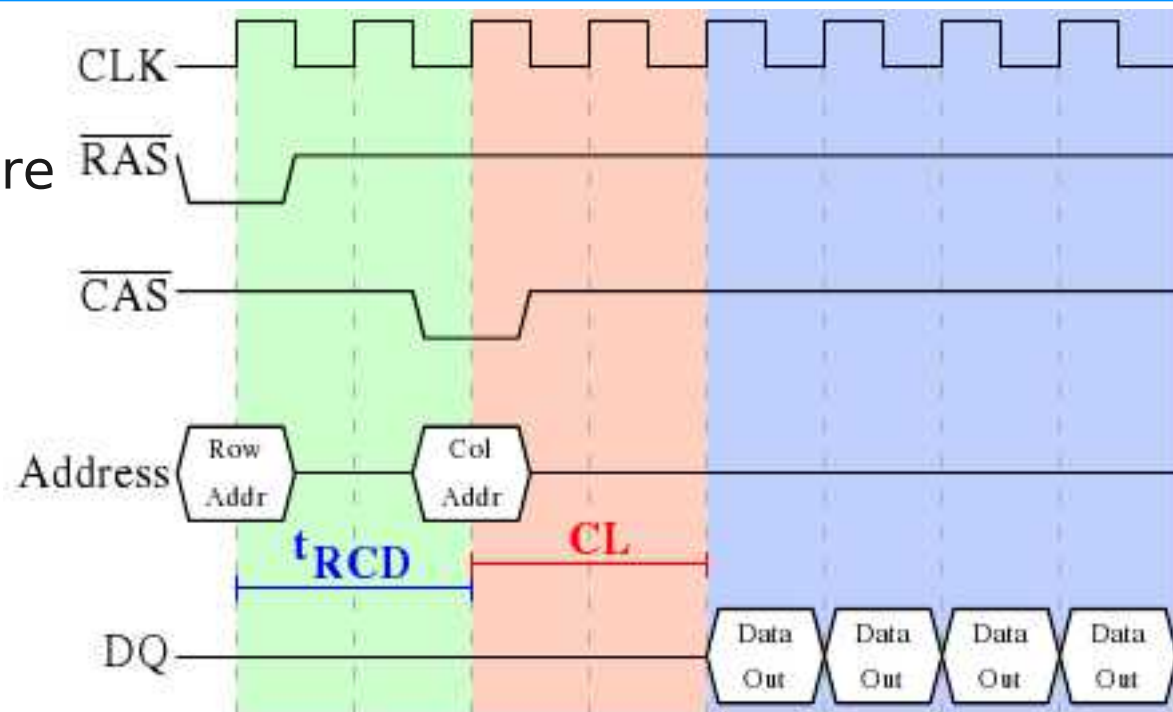 CLK
re
RAS
CAS
Row
Addr
Col
Addr
Address
tRCD
CL
DQ
Data
Out
Data
Out
Data
Out
Data
Out